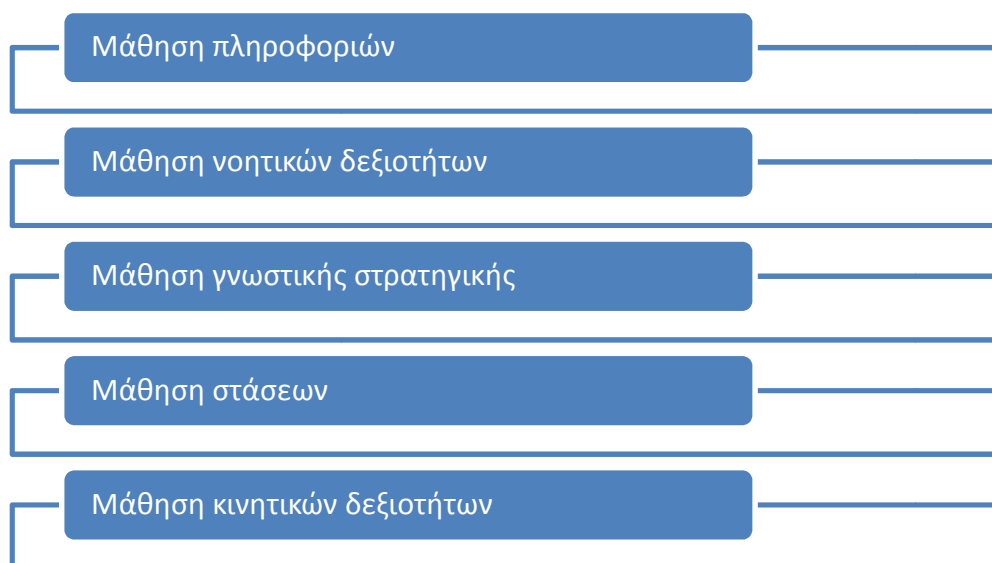 Μάθηση πληροφοριών
Μάθηση νοητικών δεξιοτήτων
Μάθηση γνωστικής στρατηγικής
Μάθηση στάσεων
Μάθηση κινητικών δεξιοτήτων